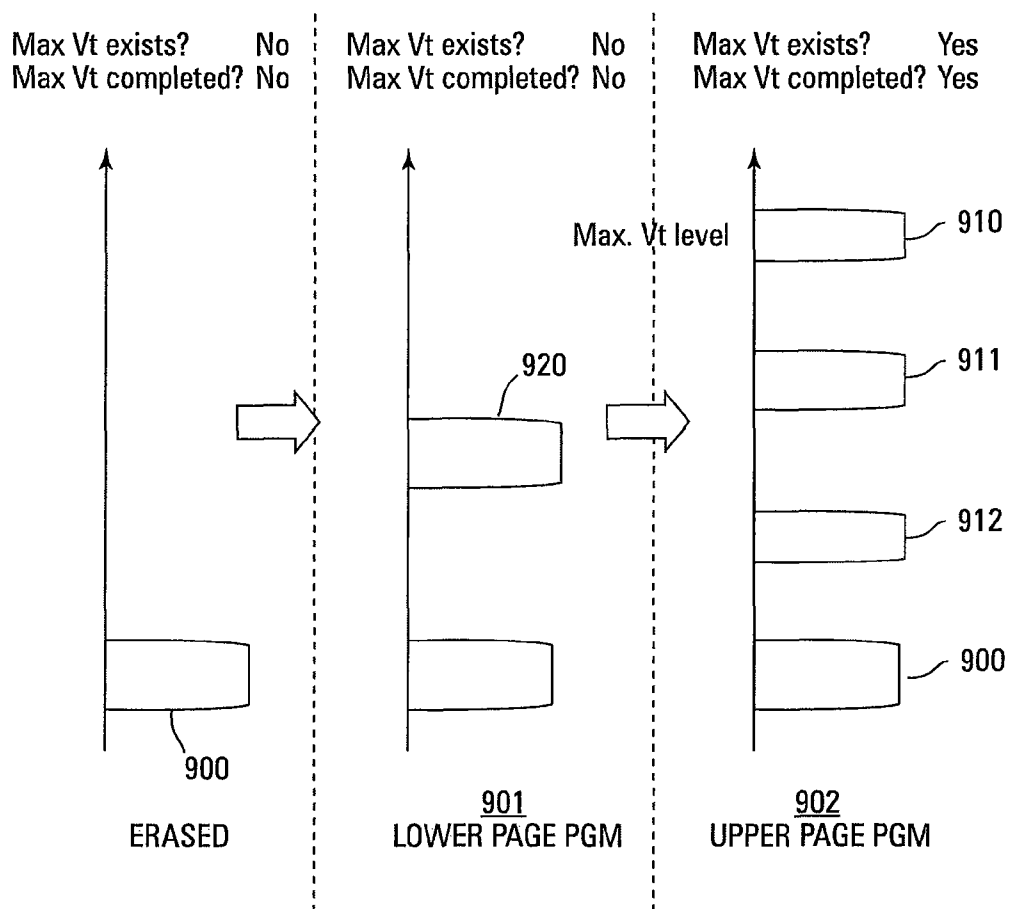 Max Vt exists? No
Max Vt completed? No
Max Vt exists? No
Max Vt completed? No
Max Vt exists? Yes
Max Vt completed? Yes
Max. Vt level
910
920
911
912
900
900
ERASED
901
LOWER PAGE PGM
902
UPPER PAGE PGM